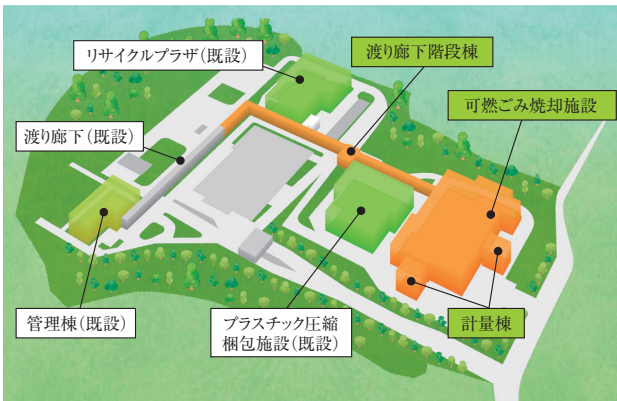 リサイクルプラザ(既設)
渡り廊下階段棟
可燃ごみ焼却施設
渡り廊下(既設)
管理棟(既設)
プラスチック圧縮
梱包施設(既設)
計量棟